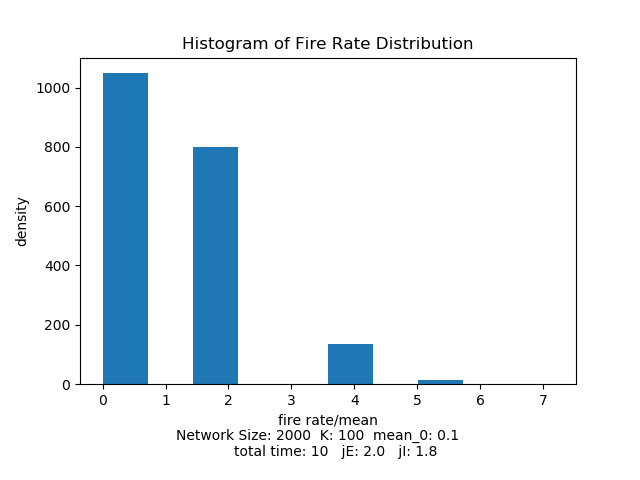 Histogram of Fire Rate Distribution
1000
800
600
400
200
0
density
0 1 2 3 4 5 6 7
fire rate/mean
Network Size: 2000  K: 100  mean_0: 0.1
total time: 10   jE: 2.0   jI: 1.8